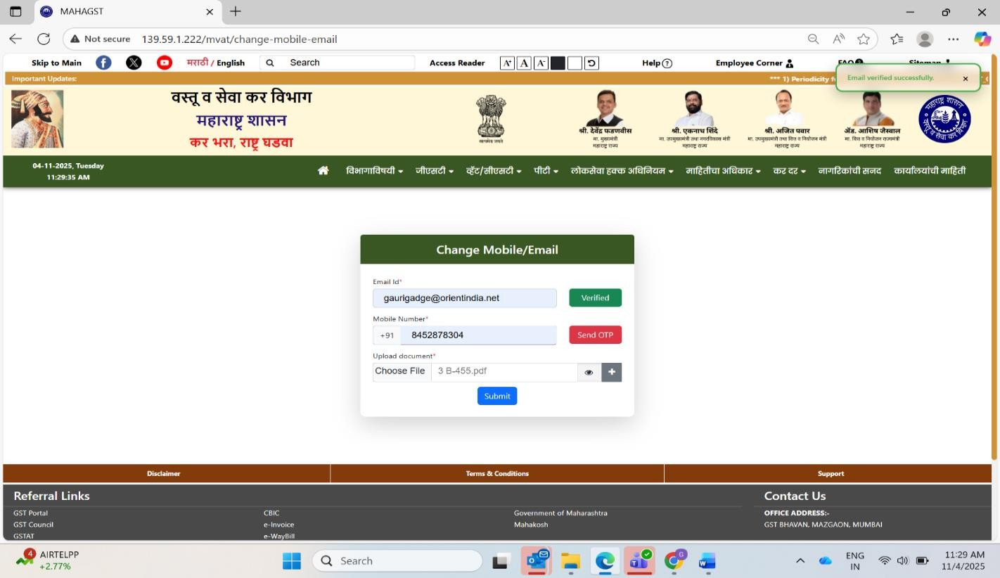 MAHAGST
Not secure 139.59.1.222/mvat/change-mobile-email
Skip to Main
मराठी / English
Search
Access Reader
A+ A A-
Help
Employee Corner
FAQ
Sitemap
Important Updates:
*** 1) Periodicity f
Email verified successfully.
वस्तू व सेवा कर विभाग
महाराष्ट्र शासन
कर भरा, राष्ट्र घडवा
सत्यमेव जयते
श्री. देवेंद्र फडणवीस
मा. मुख्यमंत्री
महाराष्ट्र राज्य
श्री. एकनाथ शिंदे
मा. उपमुख्यमंत्री तथा नगरविकास मंत्री
महाराष्ट्र राज्य
श्री. अजित पवार
मा. उपमुख्यमंत्री तथा वित्त व नियोजन मंत्री
महाराष्ट्र राज्य
ॲड. आशिष जैस्वाल
मा. वित्त व नियोजन राज्यमंत्री
महाराष्ट्र राज्य
महाराष्ट्र शासन
वस्तू व सेवा कर विभाग
04-11-2025, Tuesday
11:29:35 AM
विभागाविषयी जीएसटी व्हॅट/सीएसटी पीटी लोकसेवा हक्क अधिनियम माहितीचा अधिकार कर दर नागरिकांची सनद कार्यालयांची माहिती
Change Mobile/Email
Email Id*
gaurigadge@orientindia.net
Verified
Mobile Number*
+91 8452878304
Send OTP
Upload document*
Choose File 3 B-455.pdf
Submit
Disclaimer
Terms & Conditions
Support
Referral Links
Contact Us
GST Portal
CBIC
Government of Maharashtra
OFFICE ADDRESS:-
GST Council
e-Invoice
Mahakosh
GST BHAVAN, MAZGAON, MUMBAI
GSTAT
e-WayBill
4
AIRTELPP
+2.77%
Search
G
ENG
IN
11:29 AM
11/4/2025